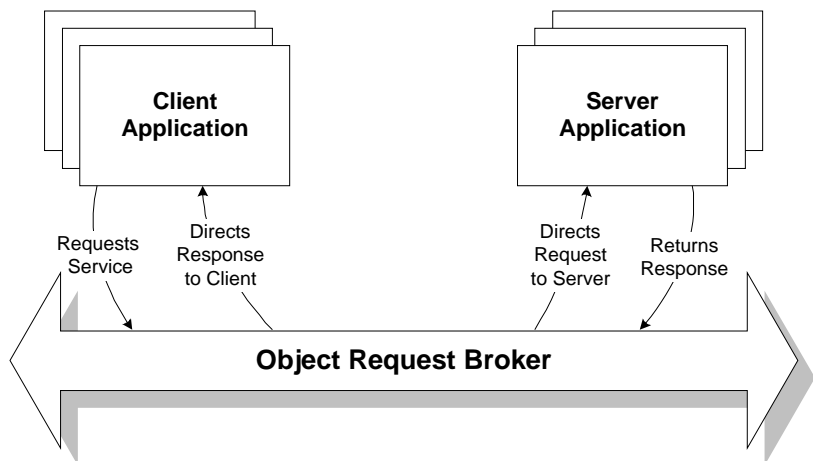 Client
Application
Server
Application
Requests
Service
Directs
Response
to Client
Directs
Request
to Server
Returns
Response
Object Request Broker